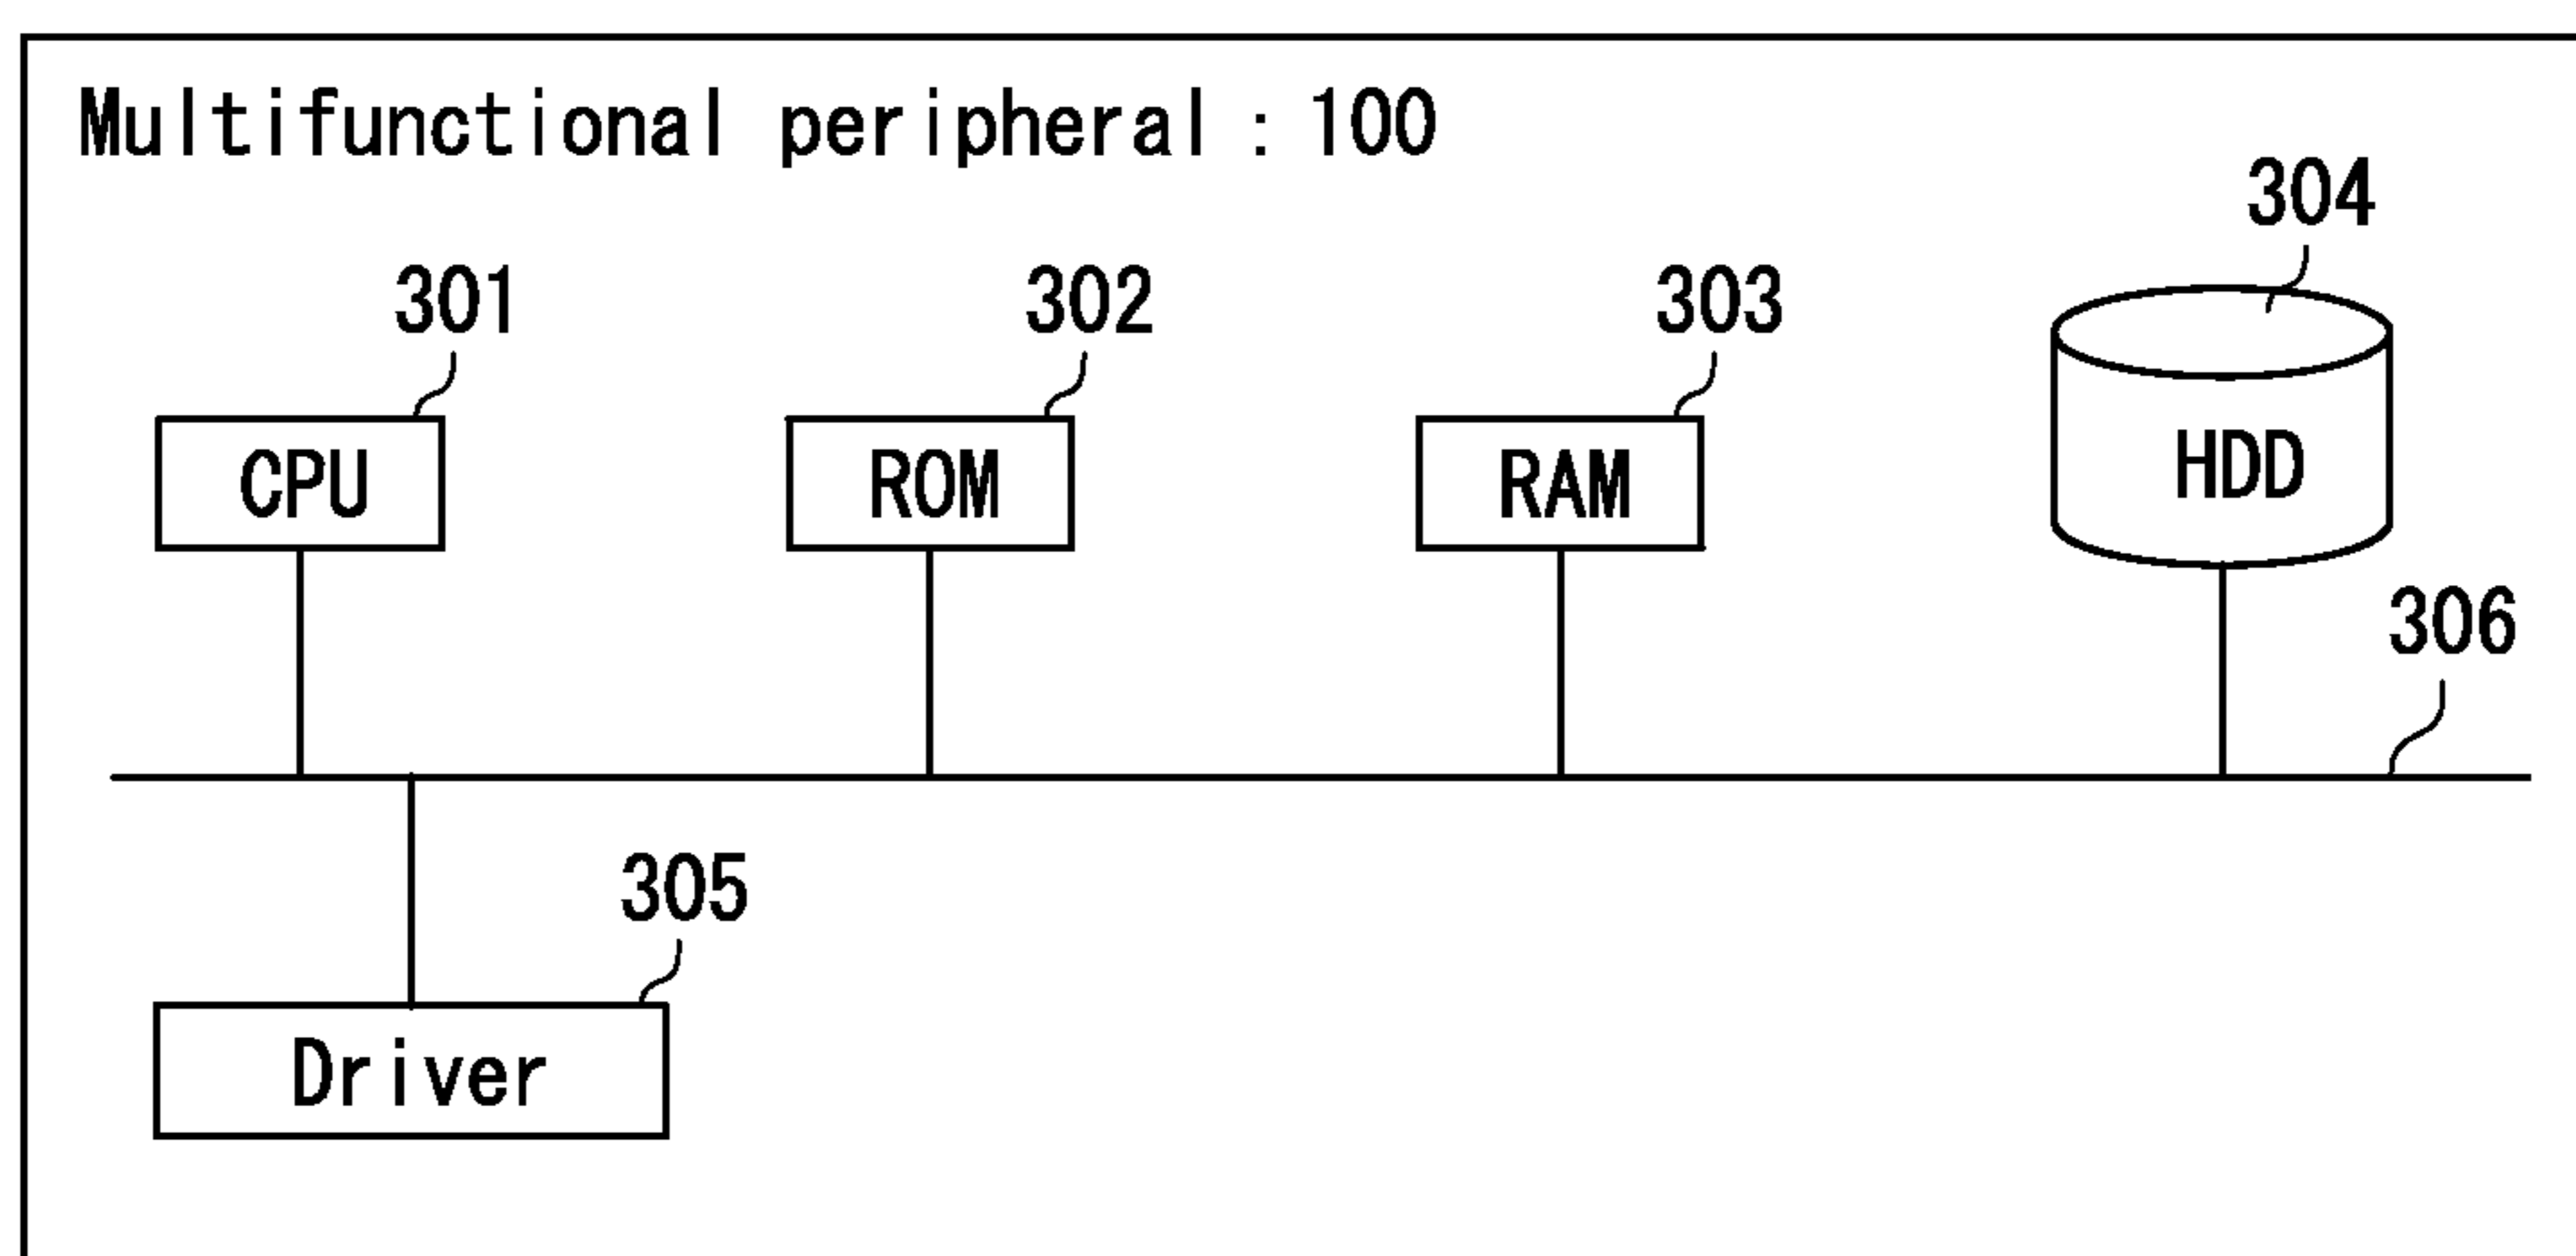 Multifunctional peripheral : 100
304
301
302
303
CPU
ROM
RAM
HDD
306
305
Driver